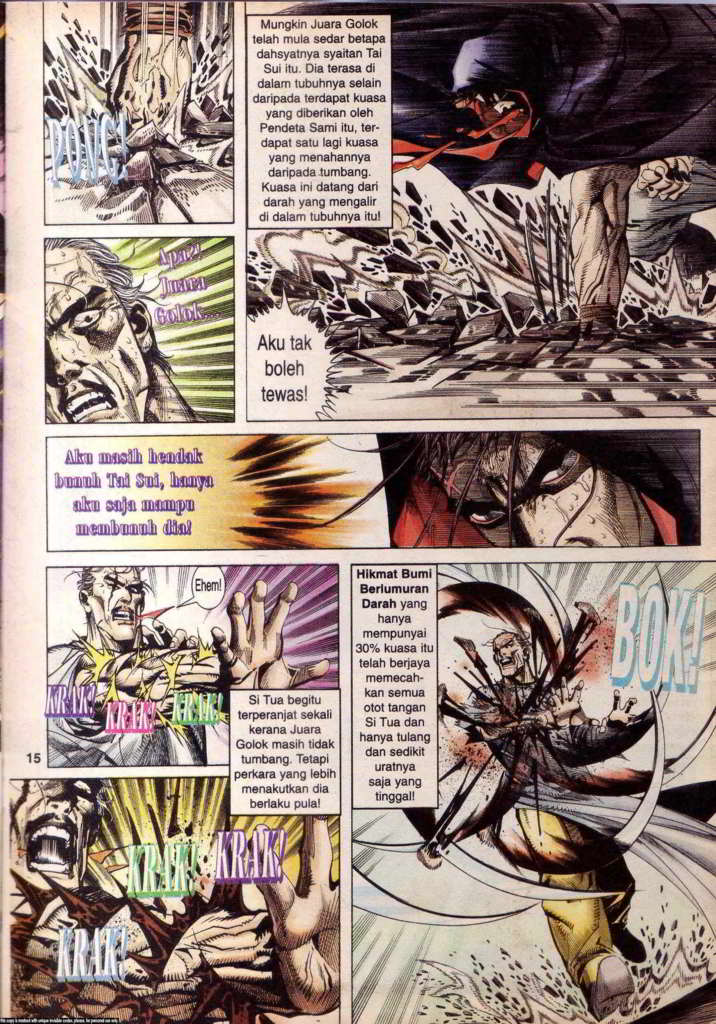 PONG!
Mungkin Juara Golok
telah mula sedar betapa
dahsyatnya syaitan Tai
Sui itu. Dia terasa di
dalam tubuhnya selain
daripada terdapat kuasa
yang diberikan oleh
Pendeta Sami itu, ter-
dapat satu lagi kuasa
yang menahannya
daripada tumbang.
Kuasa ini datang dari
darah yang mengalir
di dalam tubuhnya itu!
Apa?!
Juara
Golok...
Aku tak
boleh
tewas!
Aku masih hendak
bunuh Tai Sui, hanya
aku saja mampu
membunuh dia!
Ehem!
KRAK!
KRAK!
KRAK!
Si Tua begitu
terperanjat sekali
kerana Juara
Golok masih tidak
tumbang. Tetapi
perkara yang lebih
menakutkan dia
berlaku pula!
Hikmat Bumi
Berlumuran
Darah yang
hanya
mempunyai
30% kuasa itu
telah berjaya
memecah-
kan semua
otot tangan
Si Tua dan
hanya tulang
dan sedikit
uratnya
saja yang
tinggal!
BOK!
15
KRAK!
KRAK!
KRAK!